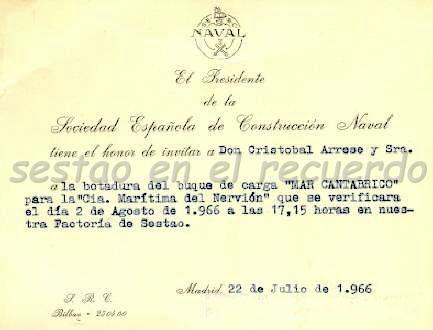 S E C N
NAVAL
El Presidente
de la
Sociedad Española de Construcción Naval
tiene el honor de invitar a Don Cristobal Arrese y Sra.
sestao en el recuerdo
a la botadura del buque de carga "MAR CANTABRICO"
para la "Cia. Marítima del Nervión" que se verificara
el día 2 de Agosto de 1.966 a las 17,15 horas en nues-
tra Factoría de Sestao.
Madrid, 22 de Julio de 1.966
S. R. C.
Bilbao - 250400